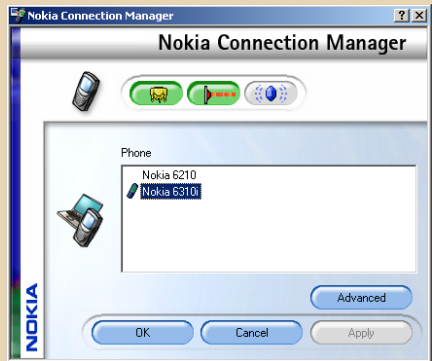 Nokia Connection Manager
Nokia Connection Manager
Phone
Nokia 6210
Nokia 6310i
Advanced
NOKIA
OK Cancel Apply